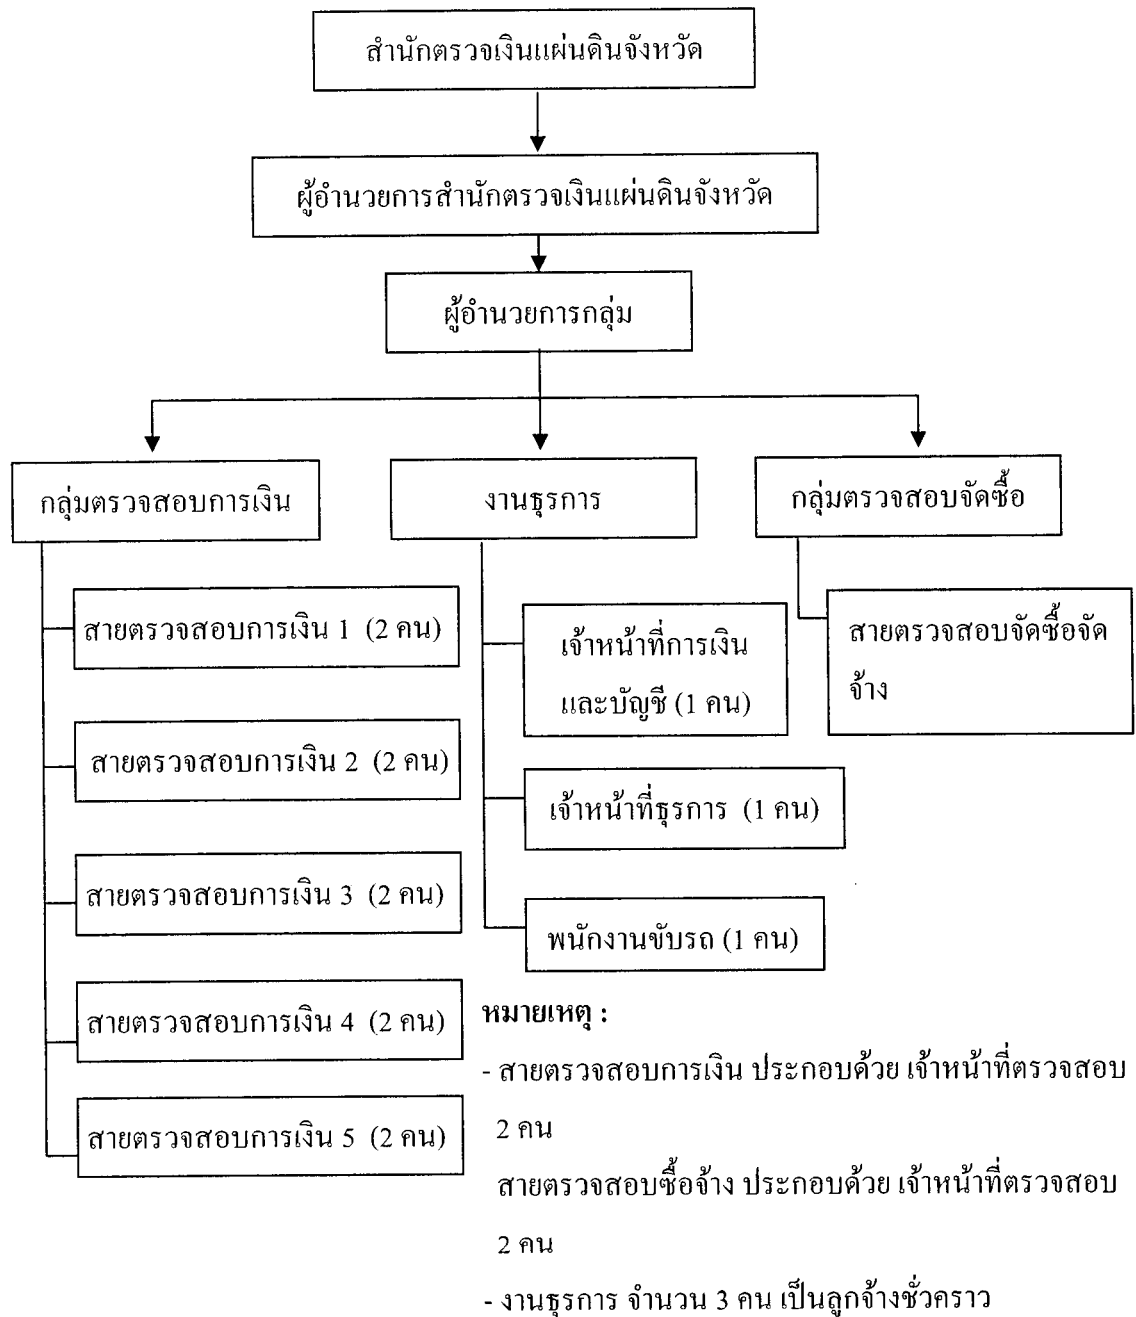 สำนักตรวจเงินแผ่นดินจังหวัด
ผู้อำนวยการสำนักตรวจเงินแผ่นดินจังหวัด
ผู้อำนวยการกลุ่ม
กลุ่มตรวจสอบการเงิน
งานธุรการ
กลุ่มตรวจสอบจัดซื้อ
สายตรวจสอบการเงิน 1 (2 คน)
สายตรวจสอบการเงิน 2 (2 คน)
สายตรวจสอบการเงิน 3 (2 คน)
สายตรวจสอบการเงิน 4 (2 คน)
สายตรวจสอบการเงิน 5 (2 คน)
เจ้าหน้าที่การเงิน
และบัญชี (1 คน)
เจ้าหน้าที่ธุรการ (1 คน)
พนักงานขับรถ (1 คน)
สายตรวจสอบจัดซื้อจัด
จ้าง
หมายเหตุ :
- สายตรวจสอบการเงิน ประกอบด้วย เจ้าหน้าที่ตรวจสอบ
2 คน
สายตรวจสอบซื้อจ้าง ประกอบด้วย เจ้าหน้าที่ตรวจสอบ
2 คน
- งานธุรการ จำนวน 3 คน เป็นลูกจ้างชั่วคราว